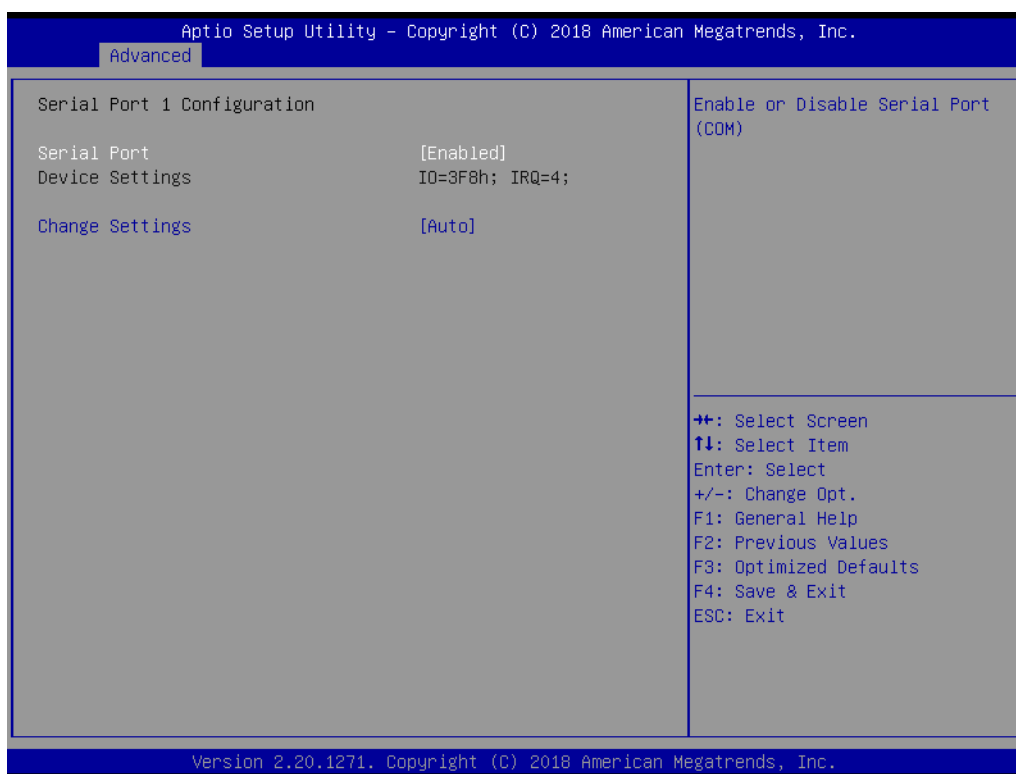 Aptio Setup Utility – Copyright (C) 2018 American Megatrends, Inc.
Advanced
Serial Port 1 Configuration
Serial Port [Enabled]
Device Settings IO=3F8h; IRQ=4;
Change Settings [Auto]
Enable or Disable Serial Port
(COM)
→←: Select Screen
↑↓: Select Item
Enter: Select
+/-: Change Opt.
F1: General Help
F2: Previous Values
F3: Optimized Defaults
F4: Save & Exit
ESC: Exit
Version 2.20.1271. Copyright (C) 2018 American Megatrends, Inc.